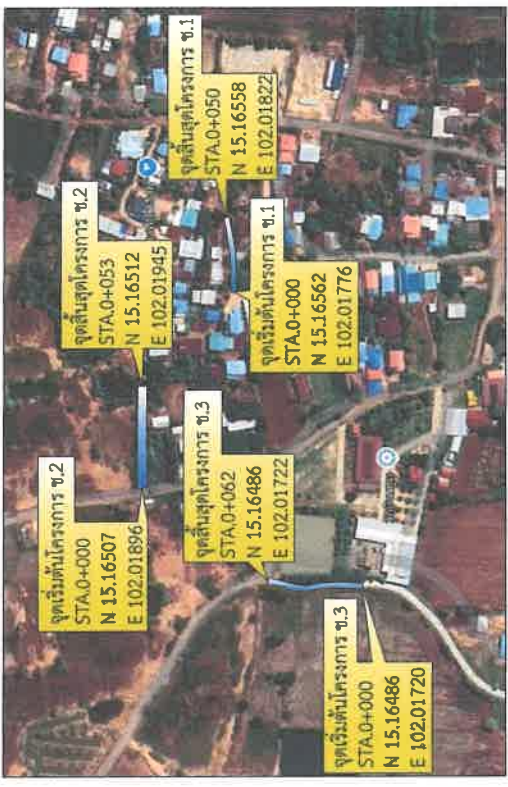 จุดสิ้นสุดโครงการ ซ.1
STA.0+050
N 15.16558
E 102.01822
จุดสิ้นสุดโครงการ ซ.2
STA.0+053
N 15.16512
E 102.01945
จุดเริ่มต้นโครงการ ซ.1
STA.0+000
N 15.16562
E 102.01776
จุดสิ้นสุดโครงการ ซ.3
STA.0+062
N 15.16486
E 102.01722
จุดเริ่มต้นโครงการ ซ.2
STA.0+000
N 15.16507
E 102.01896
จุดเริ่มต้นโครงการ ซ.3
STA.0+000
N 15.16486
E 102.01720